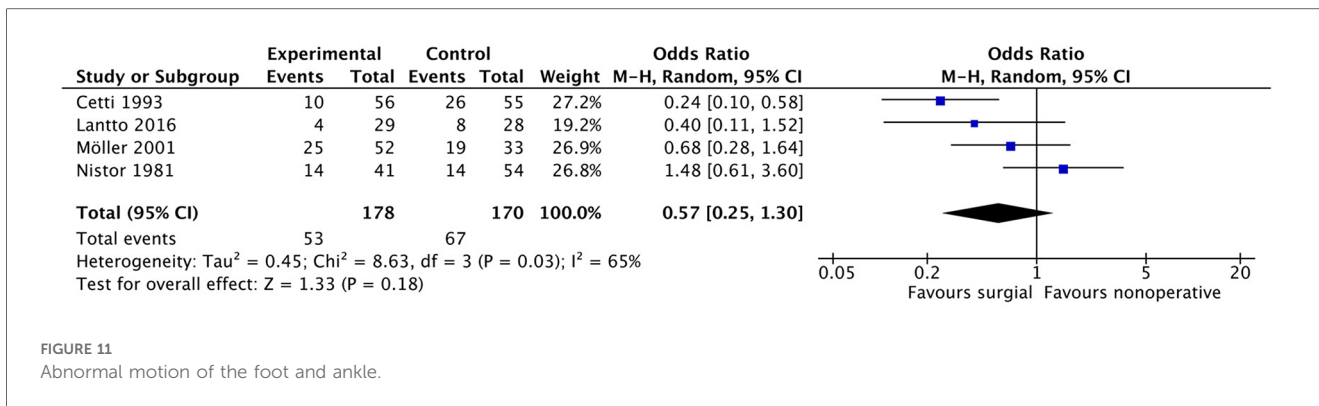 Experimental Control Odds Ratio Odds Ratio
Study or Subgroup Events Total Events Total Weight M-H, Random, 95% CI M-H, Random, 95% CI
Cetti 1993 10 56 26 55 27.2% 0.24 [0.10, 0.58]
Lantto 2016 4 29 8 28 19.2% 0.40 [0.11, 1.52]
Möller 2001 25 52 19 33 26.9% 0.68 [0.28, 1.64]
Nistor 1981 14 41 14 54 26.8% 1.48 [0.61, 3.60]
Total (95% CI) 178 170 100.0% 0.57 [0.25, 1.30]
Total events 53 67
Heterogeneity: Tau² = 0.45; Chi² = 8.63, df = 3 (P = 0.03); I² = 65%
Test for overall effect: Z = 1.33 (P = 0.18)
0.05 0.2 1 5 20
Favours surgial Favours nonoperative
FIGURE 11
Abnormal motion of the foot and ankle.